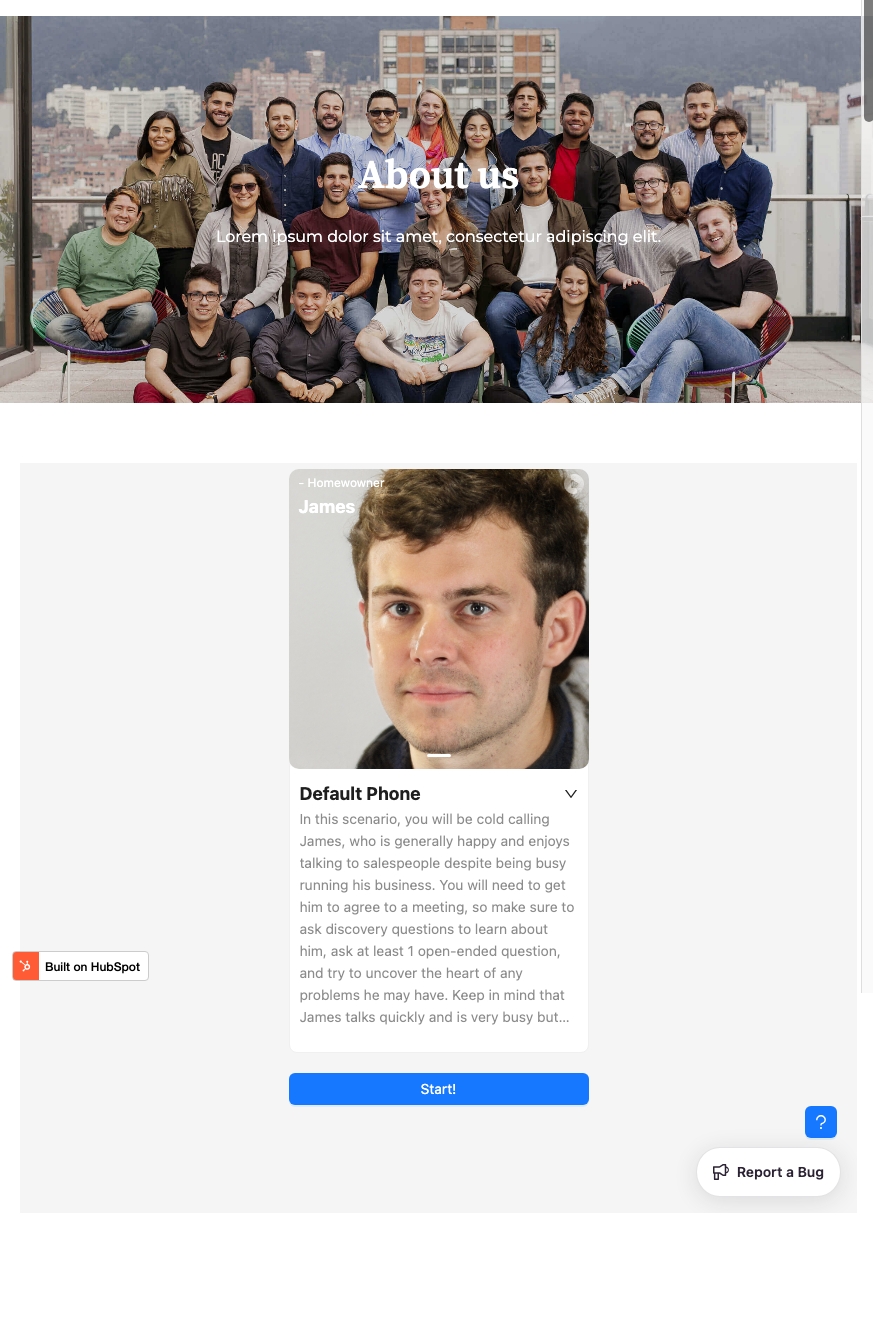 About us
Lorem ipsum dolor sit amet, consectetur adipiscing elit.
- Homewowner
James
Default Phone
In this scenario, you will be cold calling
James, who is generally happy and enjoys
talking to salespeople despite being busy
running his business. You will need to get
him to agree to a meeting, so make sure to
ask discovery questions to learn about
him, ask at least 1 open-ended question,
and try to uncover the heart of any
problems he may have. Keep in mind that
James talks quickly and is very busy but...
Built on HubSpot
Start!
?
Report a Bug